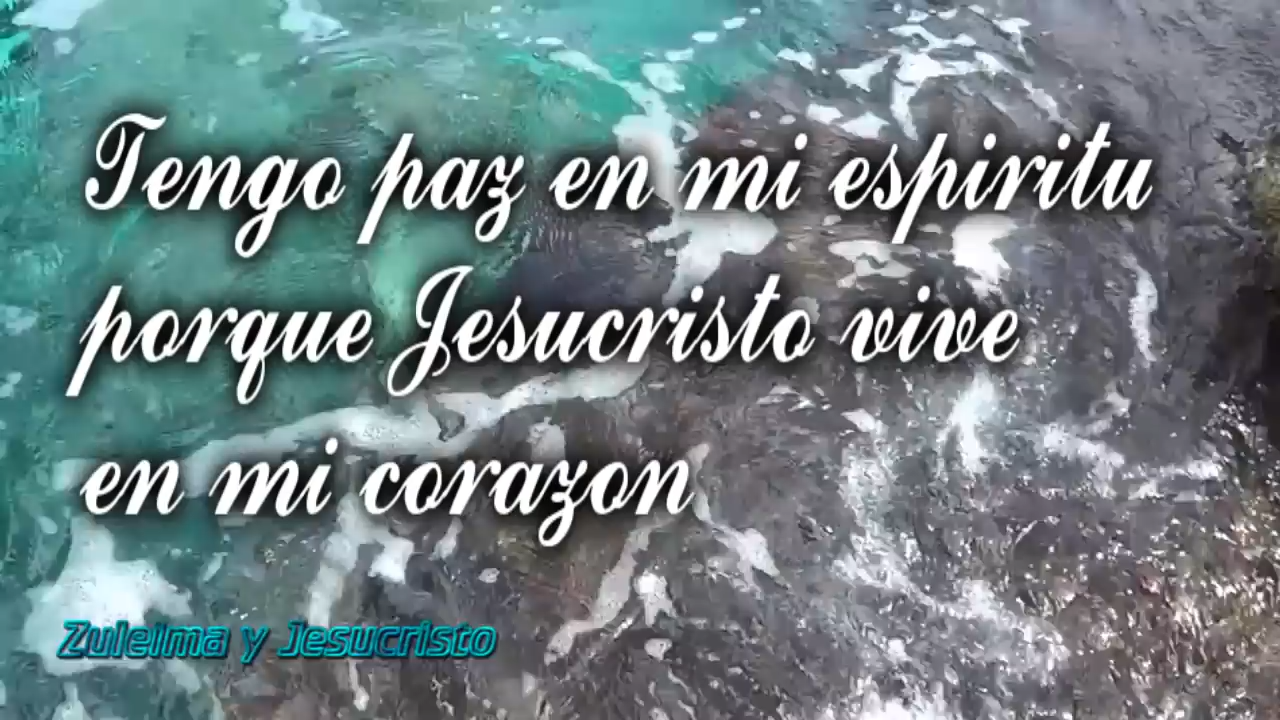 Tengo paz en mi espiritu
porque Jesucristo vive
en mi corazon
Zuleima y Jesucristo